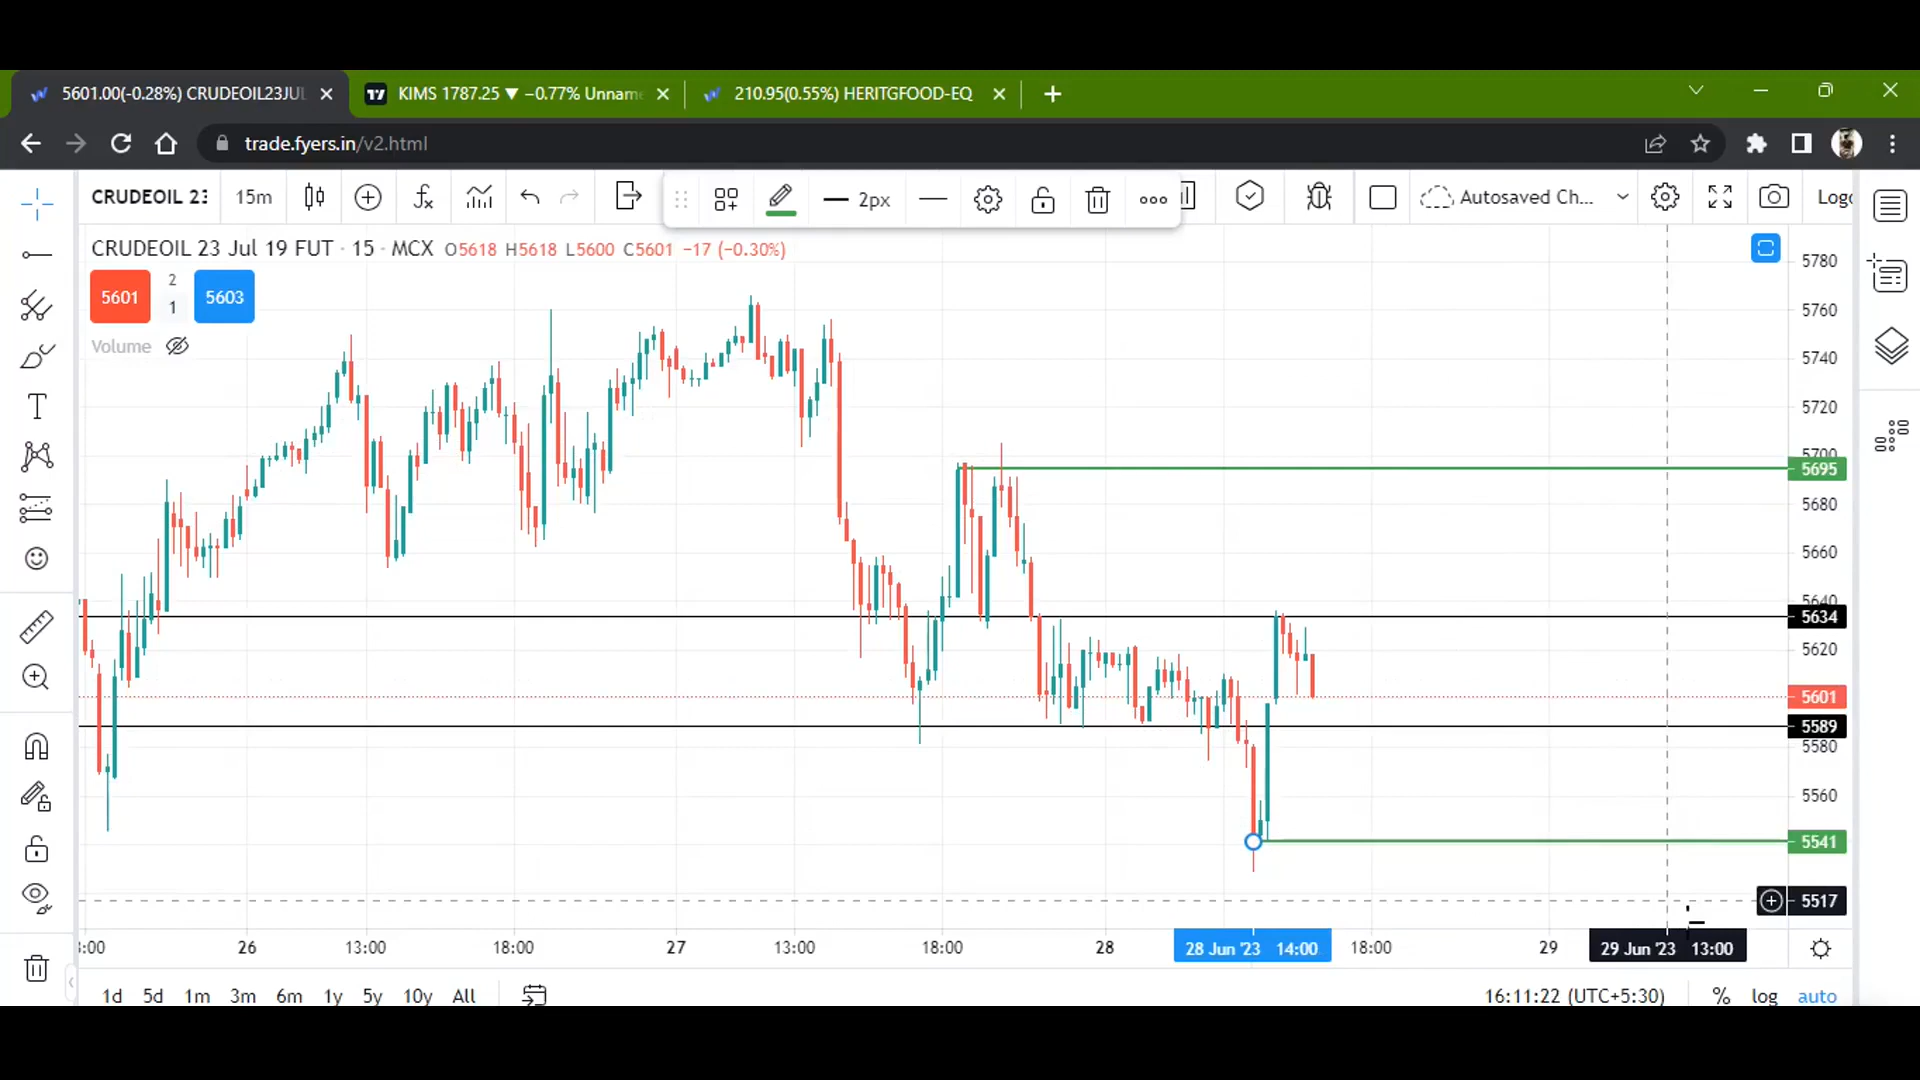 5601.00(-0.28%) CRUDEOIL23JUL
KIMS 1787.25 ▼ −0.77% Unname
210.95(0.55%) HERITGFOOD-EQ
trade.fyers.in/v2.html
CRUDEOIL 23
15m
2px
Autosaved Ch...
CRUDEOIL 23 Jul 19 FUT · 15 · MCX O5618 H5618 L5600 C5601 −17 (−0.30%)
5601
2
1
5603
Volume
5780
5760
5740
5720
5700
5695
5680
5660
5640
5634
5620
5601
5589
5580
5560
5541
5517
:00 26 13:00 18:00 27 13:00 18:00 28 28 Jun '23 14:00 18:00 29 29 Jun '23 13:00
1d 5d 1m 3m 6m 1y 5y 10y All
16:11:22 (UTC+5:30) % log auto